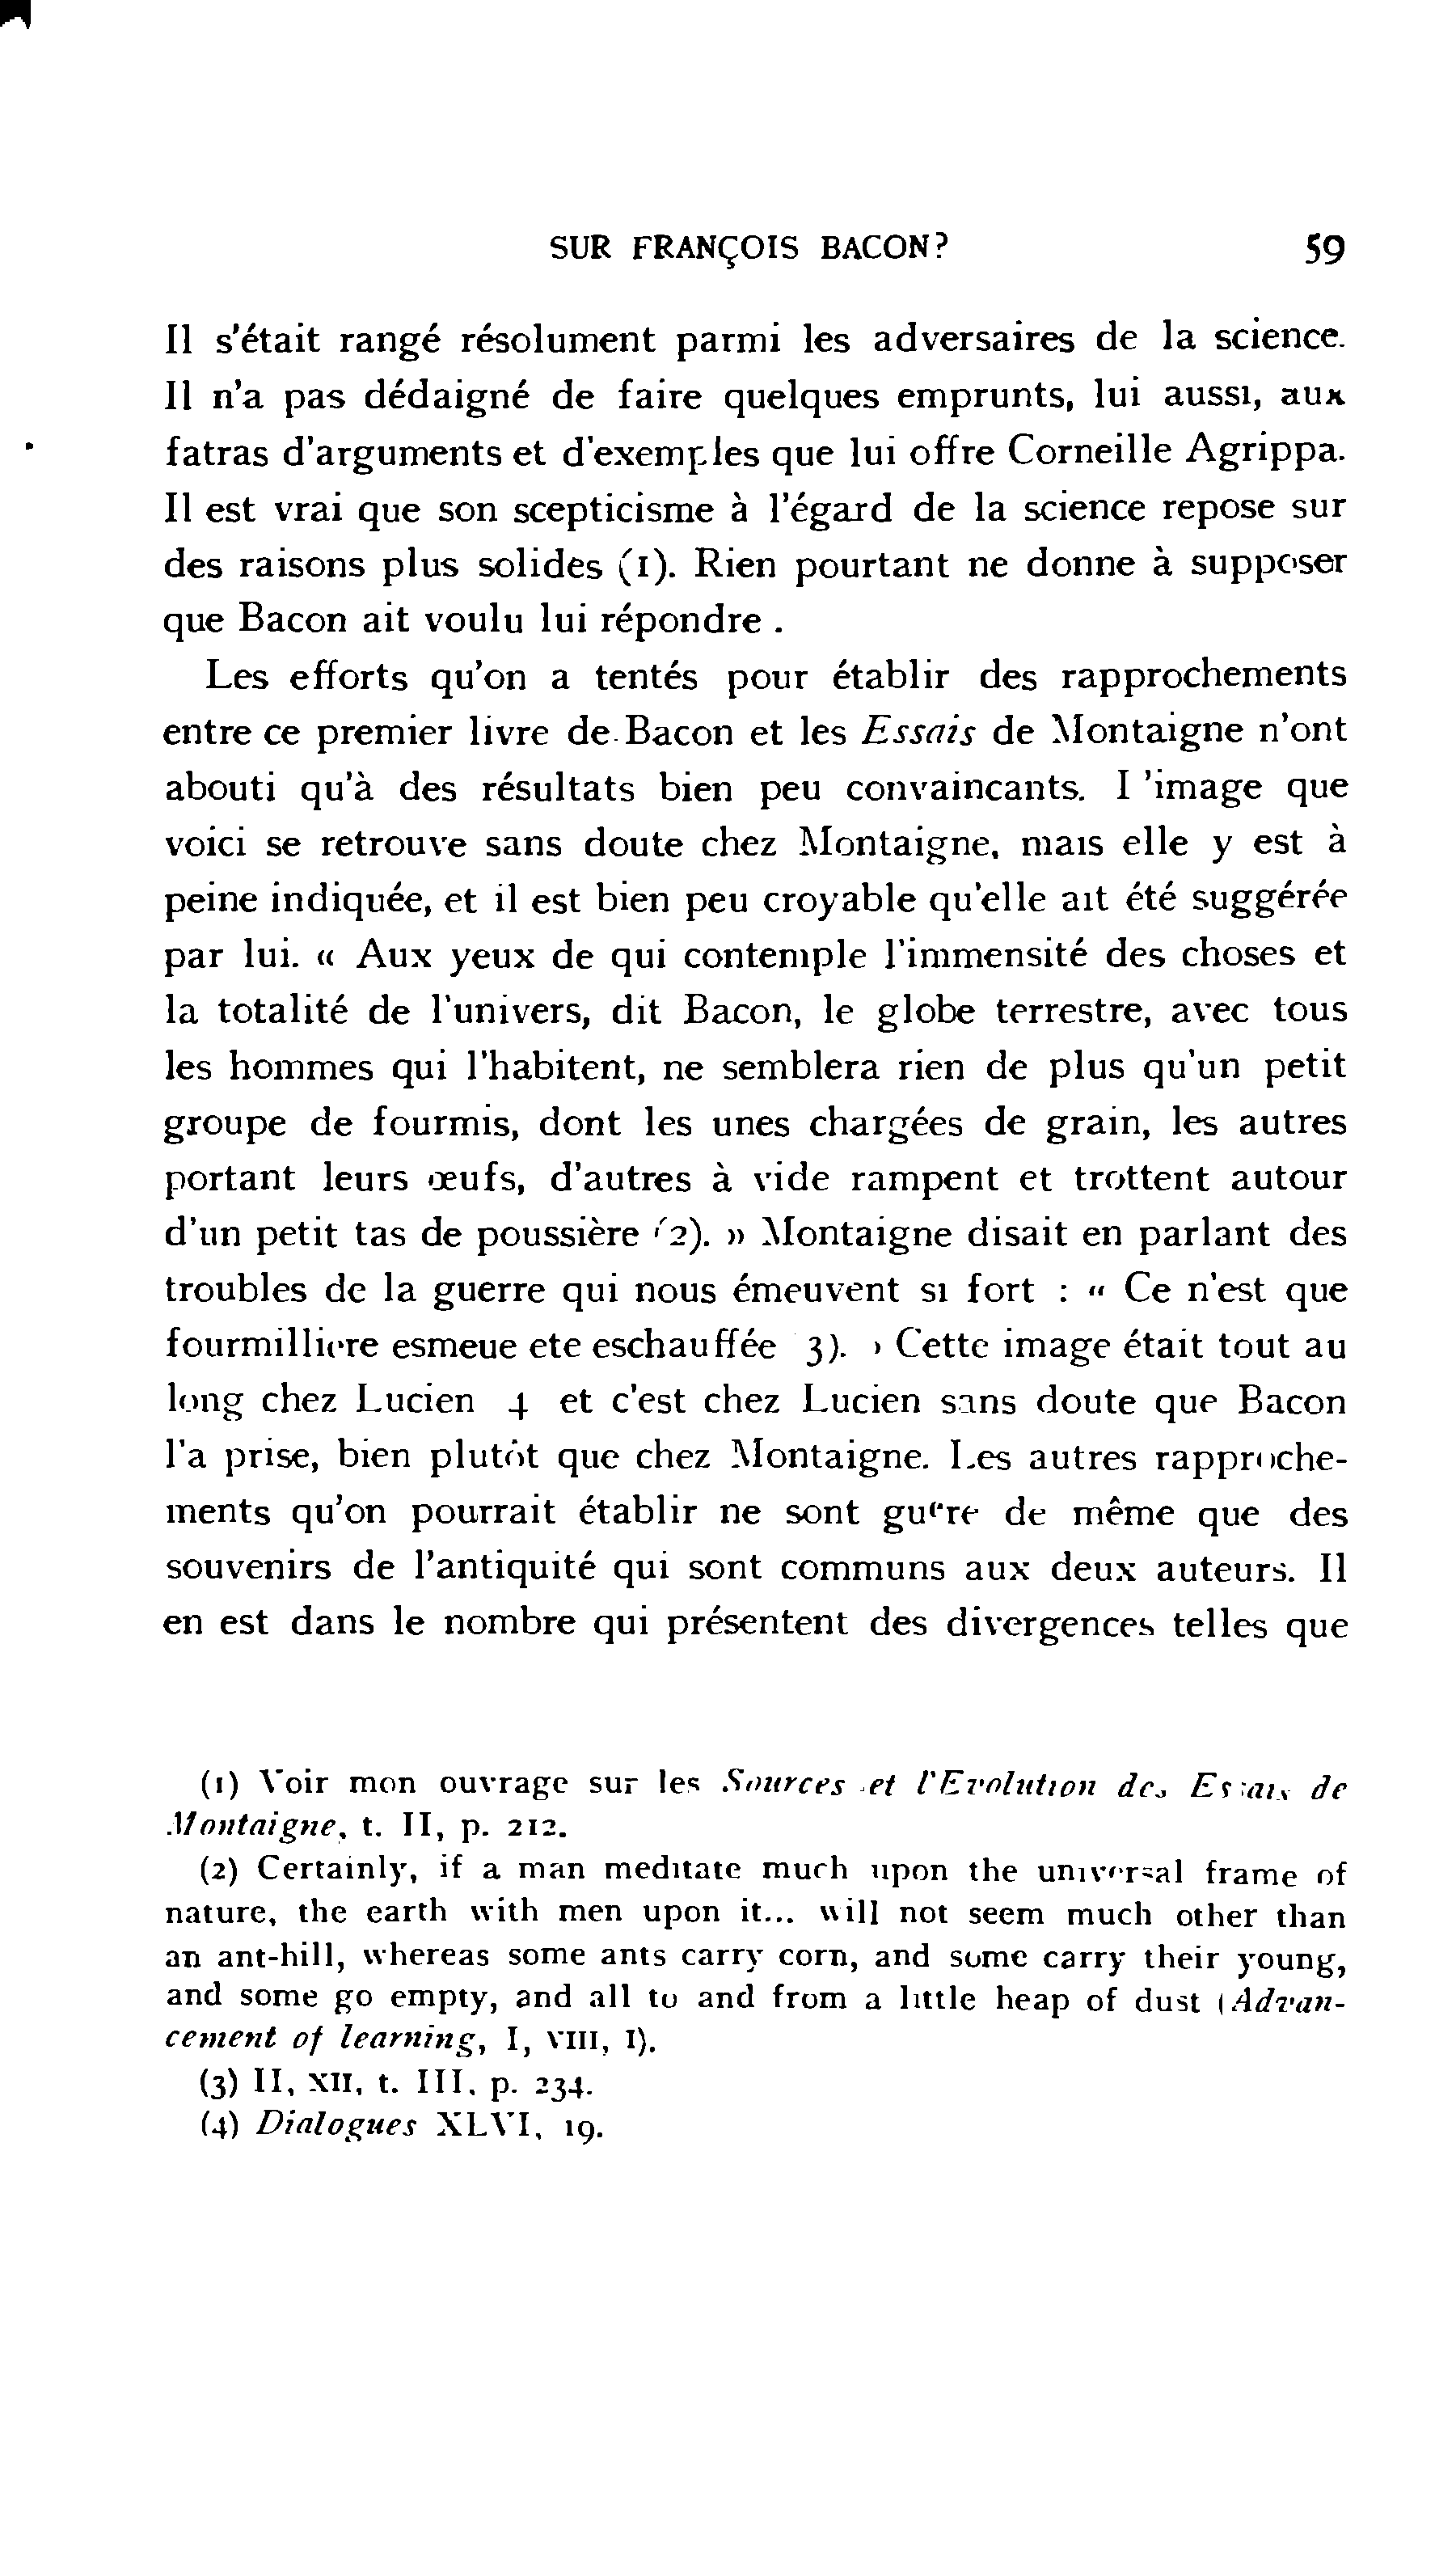 SUR FRANÇOIS BACON? 59
Il s'était rangé résolument parmi les adversaires de la science.
Il n'a pas dédaigné de faire quelques emprunts, lui aussi, aux
fatras d'arguments et d'exemples que lui offre Corneille Agrippa.
Il est vrai que son scepticisme à l'égard de la science repose sur
des raisons plus solides (1). Rien pourtant ne donne à supposer
que Bacon ait voulu lui répondre .
Les efforts qu'on a tentés pour établir des rapprochements
entre ce premier livre de Bacon et les Essais de Montaigne n'ont
abouti qu'à des résultats bien peu convaincants. L'image que
voici se retrouve sans doute chez Montaigne, mais elle y est à
peine indiquée, et il est bien peu croyable qu'elle ait été suggérée
par lui. « Aux yeux de qui contemple l'immensité des choses et
la totalité de l'univers, dit Bacon, le globe terrestre, avec tous
les hommes qui l'habitent, ne semblera rien de plus qu'un petit
groupe de fourmis, dont les unes chargées de grain, les autres
portant leurs œufs, d'autres à vide rampent et trottent autour
d'un petit tas de poussière (2). » Montaigne disait en parlant des
troubles de la guerre qui nous émeuvent si fort : « Ce n'est que
fourmillière esmeue ete eschauffée 3). » Cette image était tout au
long chez Lucien 4 et c'est chez Lucien sans doute que Bacon
l'a prise, bien plutôt que chez Montaigne. Les autres rapproche-
ments qu'on pourrait établir ne sont guère de même que des
souvenirs de l'antiquité qui sont communs aux deux auteurs. Il
en est dans le nombre qui présentent des divergences telles que
(1) Voir mon ouvrage sur les Sources et l'Evolution des Essais de
Montaigne, t. II, p. 212.
(2) Certainly, if a man meditate much upon the universal frame of
nature, the earth with men upon it... will not seem much other than
an ant-hill, whereas some ants carry corn, and some carry their young,
and some go empty, and all to and from a little heap of dust (Advan-
cement of learning, I, VIII, I).
(3) II, XII, t. III, p. 234.
(4) Dialogues XLVI, 19.